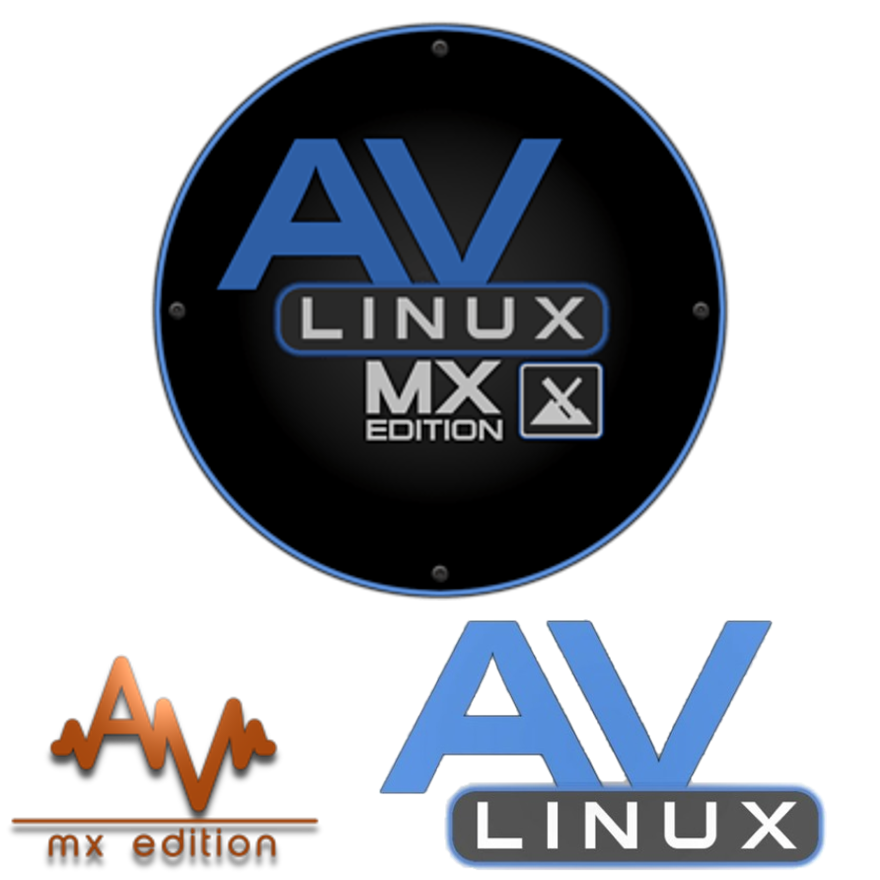 AV
LINUX
MX
EDITION
AV
mx edition
AV
LINUX